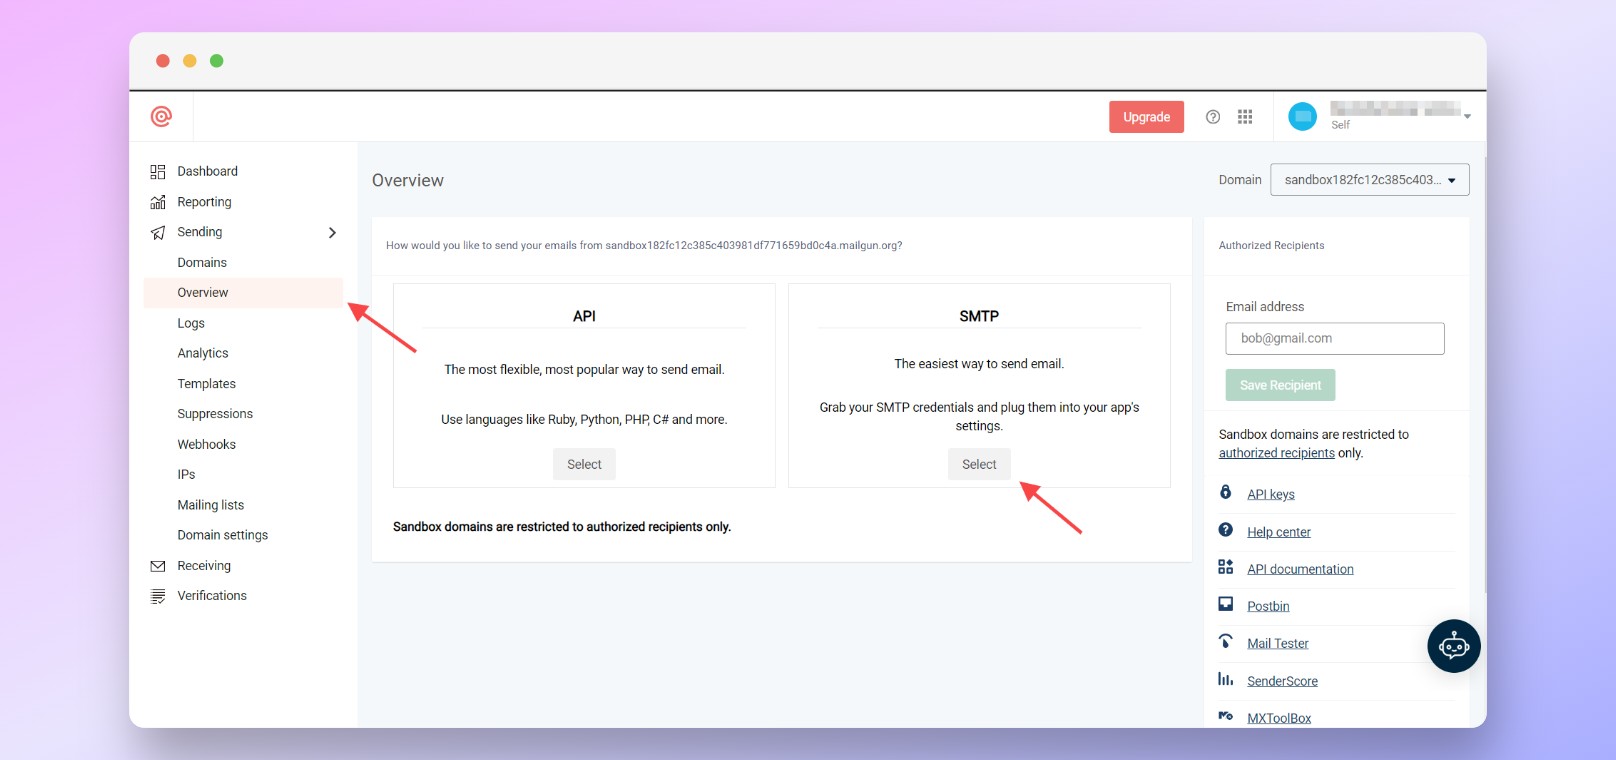 Upgrade
Self
Dashboard
Reporting
Sending
Domains
Overview
Logs
Analytics
Templates
Suppressions
Webhooks
IPs
Mailing lists
Domain settings
Receiving
Verifications
Overview
Domain
sandbox182fc12c385c403...
How would you like to send your emails from sandbox182fc12c385c403981df771659bd0c4a.mailgun.org?
API
The most flexible, most popular way to send email.
Use languages like Ruby, Python, PHP, C# and more.
Select
SMTP
The easiest way to send email.
Grab your SMTP credentials and plug them into your app's
settings.
Select
Sandbox domains are restricted to authorized recipients only.
Authorized Recipients
Email address
bob@gmail.com
Save Recipient
Sandbox domains are restricted to
authorized recipients only.
API keys
Help center
API documentation
Postbin
Mail Tester
SenderScore
MXToolBox